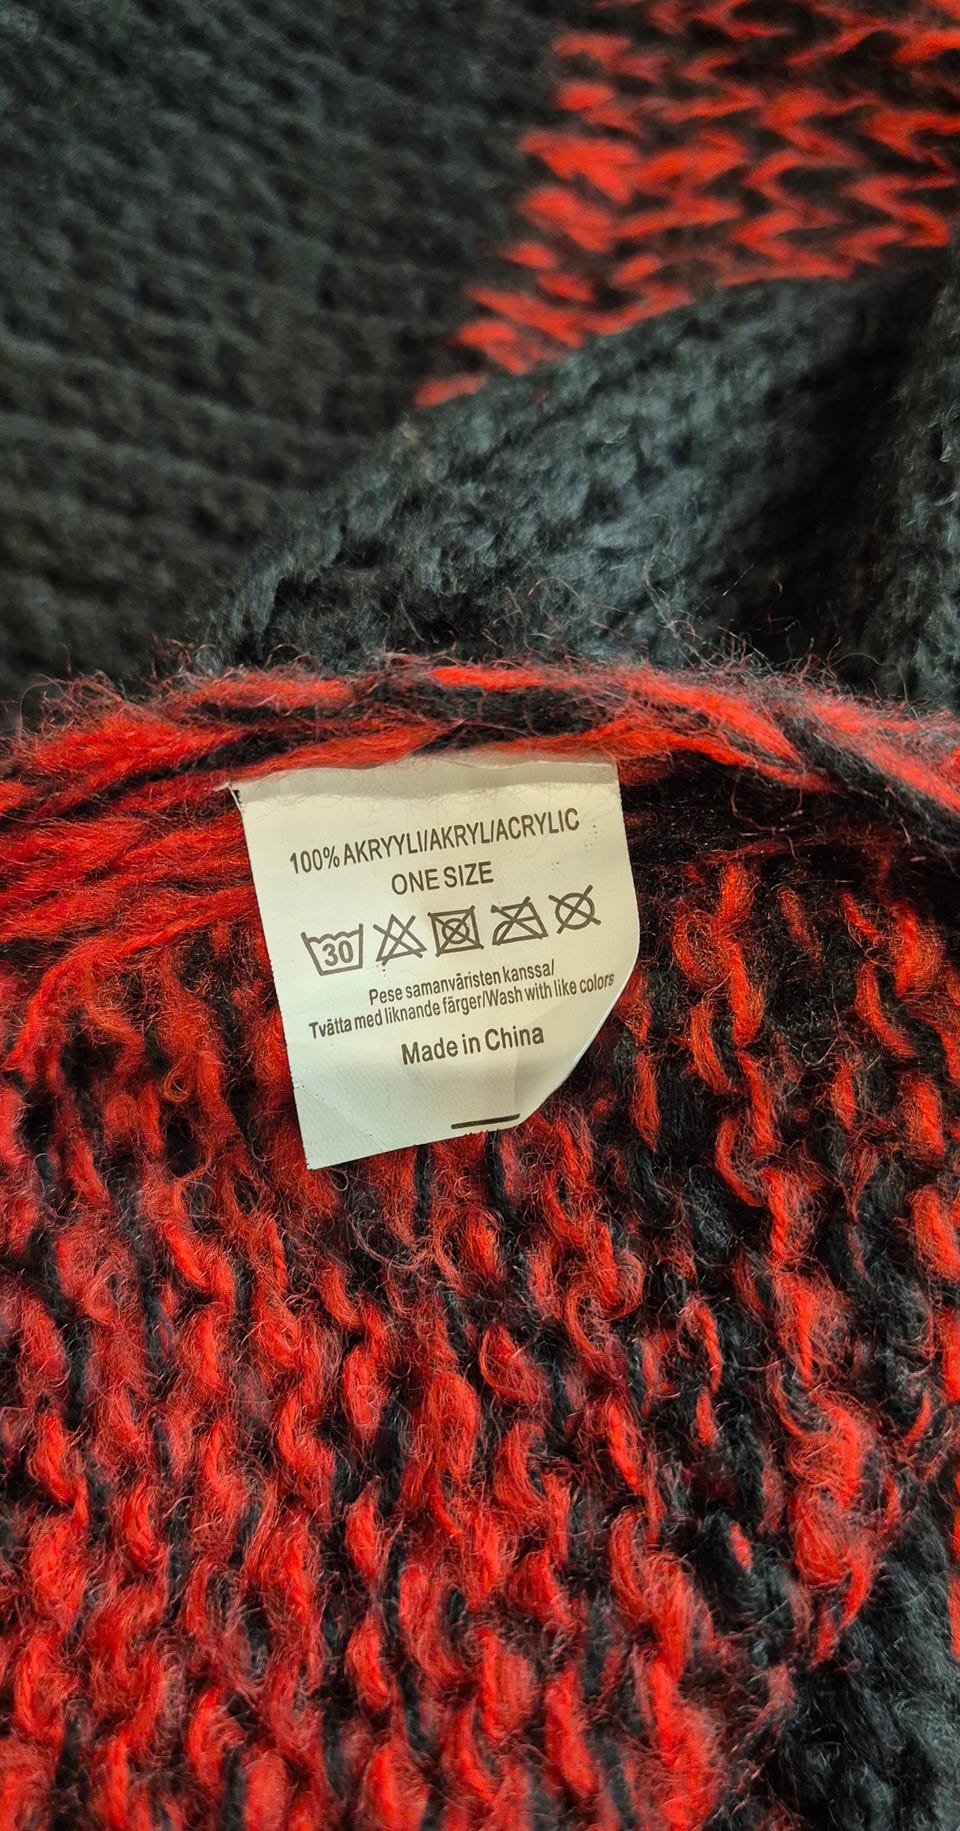 100% AKRYYLI/AKRYL/ACRYLIC
ONE SIZE
30
Pese samanväristen kanssa/
Tvätta med liknande färger/Wash with like colors
Made in China